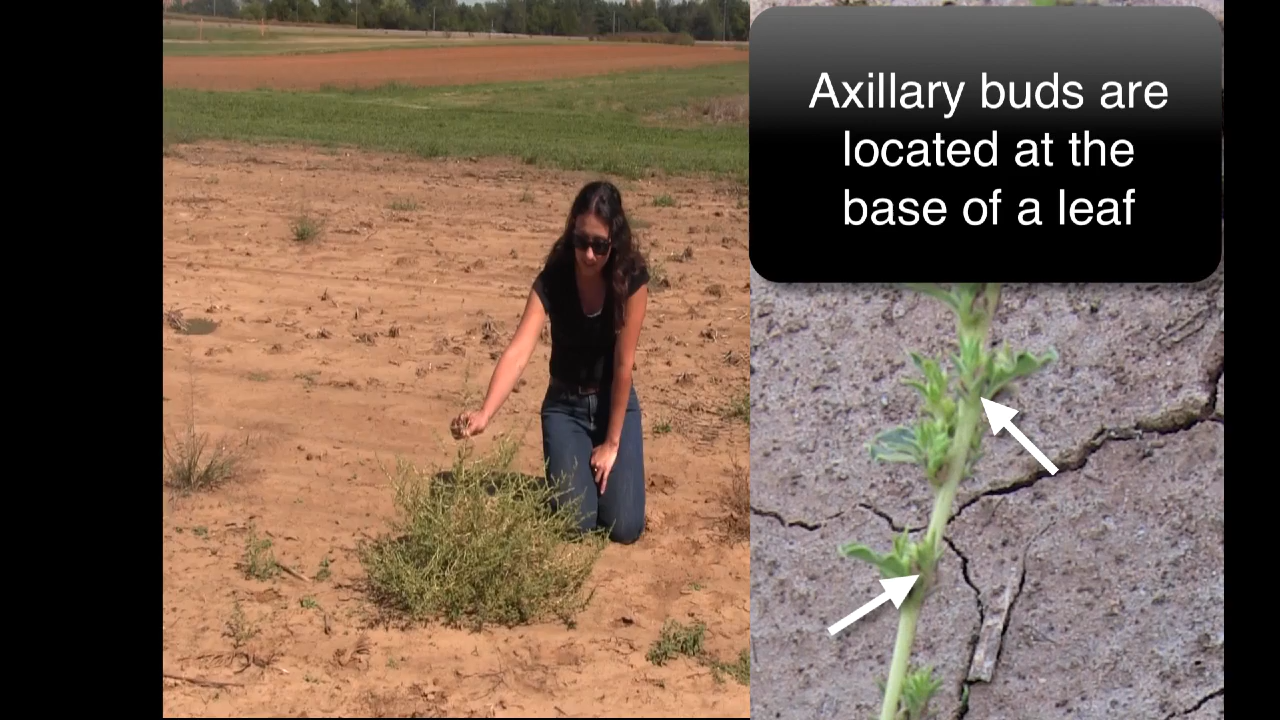 Axillary buds are
located at the
base of a leaf